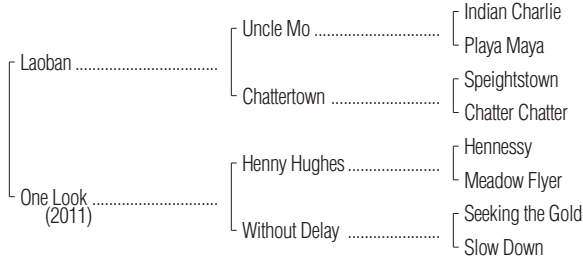 Indian Charlie
Uncle Mo ..............................
Playa Maya
Laoban ..................................
Speightstown
Chattertown ..........................
Chatter Chatter
Hennessy
Henny Hughes ......................
Meadow Flyer
One Look ..............................
(2011)
Seeking the Gold
Without Delay ......................
Slow Down